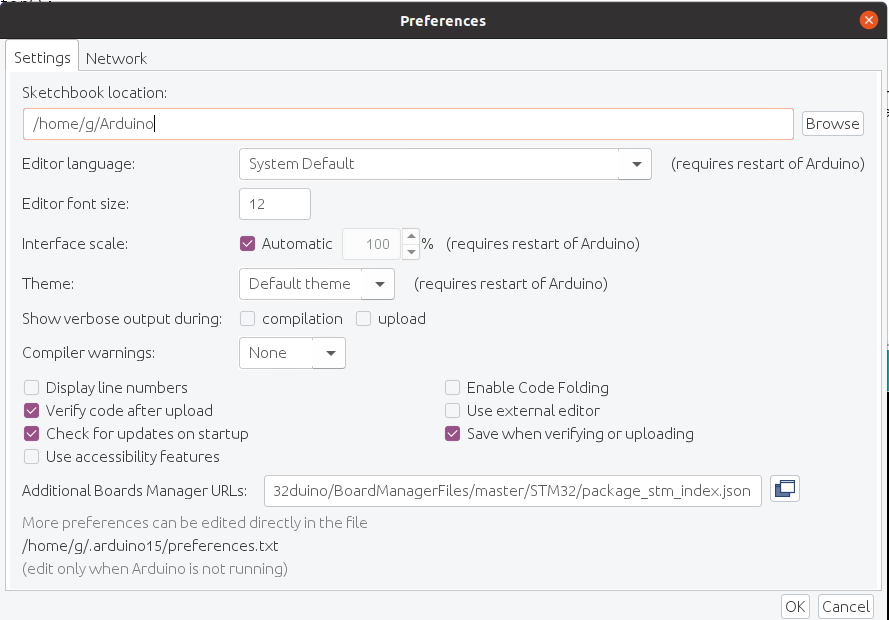 Preferences
Settings Network
Sketchbook location:
/home/g/Arduino Browse
Editor language: System Default (requires restart of Arduino)
Editor font size: 12
Interface scale: Automatic 100 % (requires restart of Arduino)
Theme: Default theme (requires restart of Arduino)
Show verbose output during: compilation upload
Compiler warnings: None
Display line numbers Enable Code Folding
Verify code after upload Use external editor
Check for updates on startup Save when verifying or uploading
Use accessibility features
Additional Boards Manager URLs: 32duino/BoardManagerFiles/master/STM32/package_stm_index.json
More preferences can be edited directly in the file
/home/g/.arduino15/preferences.txt
(edit only when Arduino is not running)
OK Cancel